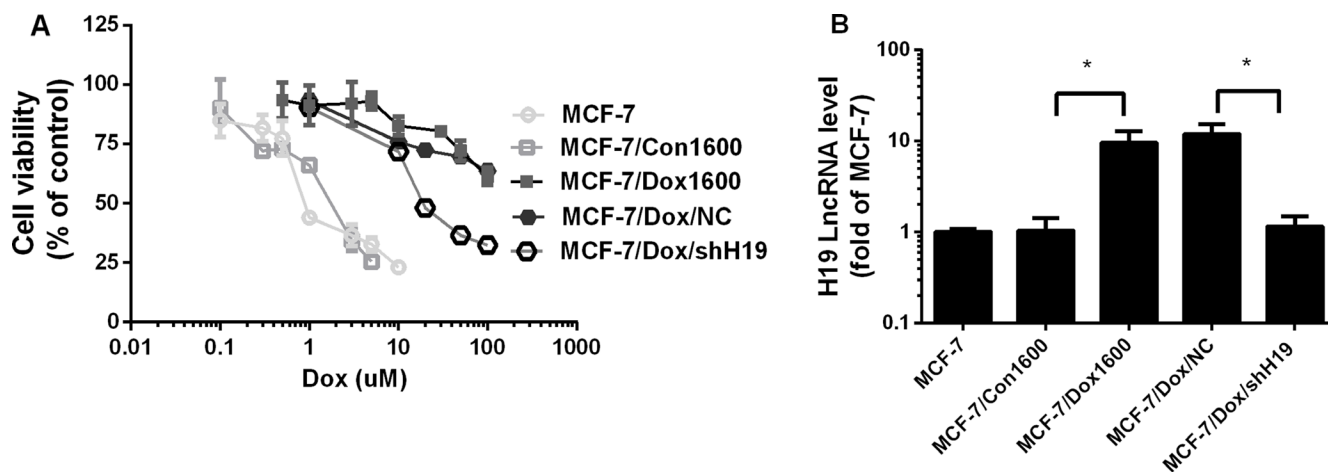 A
Cell viability
(% of control)
125
100
75
50
25
0
0.01 0.1 1 10 100 1000
Dox (uM)
MCF-7
MCF-7/Con1600
MCF-7/Dox1600
MCF-7/Dox/NC
MCF-7/Dox/shH19
B
H19 LncRNA level
(fold of MCF-7)
100
10
1
0.1
*
*
MCF-7
MCF-7/Con1600
MCF-7/Dox1600
MCF-7/Dox/NC
MCF-7/Dox/shH19